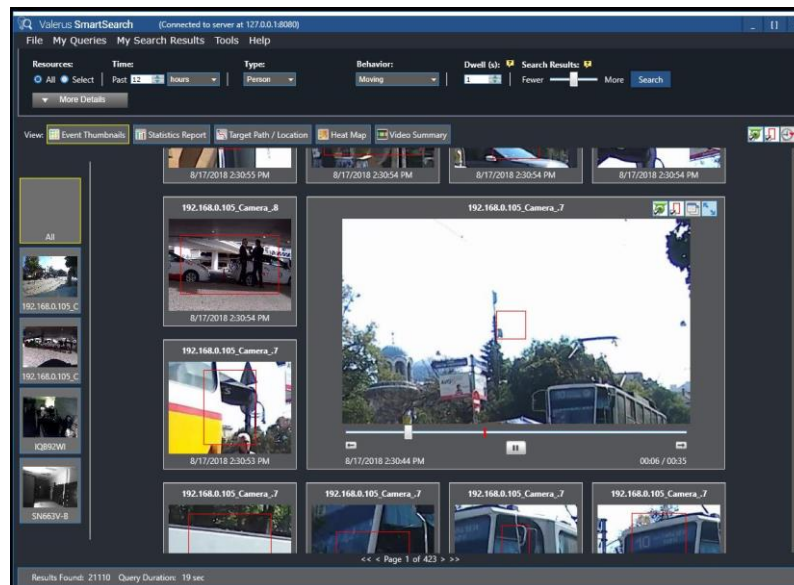 Valerus SmartSearch (Connected to server at 127.0.0.1:8080)
File My Queries My Search Results Tools Help
Resources: Time: Type: Behavior: Dwell (s): Search Results:
All Select Past 12 hours Person Moving 1 Fewer More Search
More Details
View: Event Thumbnails Statistics Report Target Path / Location Heat Map Video Summary
8/17/2018 2:30:55 PM 8/17/2018 2:30:54 PM 8/17/2018 2:30:54 PM 8/17/2018 2:30:54 PM
All
192.168.0.105_C
192.168.0.105_C
IQB92WI
SN663V-B
192.168.0.105_Camera_.8
8/17/2018 2:30:54 PM
192.168.0.105_Camera_.7
8/17/2018 2:30:53 PM
192.168.0.105_Camera_.7
8/17/2018 2:30:44 PM 00:06 / 00:35
192.168.0.105_Camera_.7 192.168.0.105_Camera_.7 192.168.0.105_Camera_.7 192.168.0.105_Camera_.7
10
<< < Page 1 of 423 > >>
Results Found: 21110 Query Duration: 19 sec